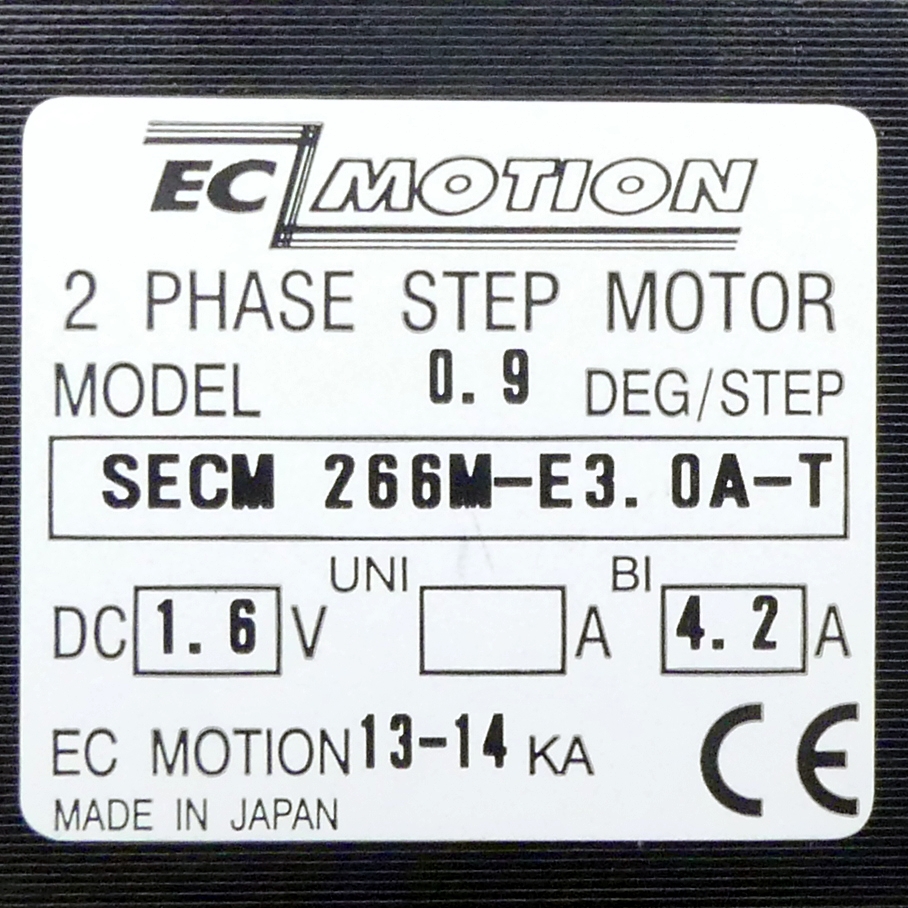 EC MOTION
2 PHASE STEP MOTOR
MODEL 0.9 DEG/STEP
SECM 266M-E3.0A-T
UNI BI
DC 1.6 V A 4.2 A
EC MOTION 13-14 KA
MADE IN JAPAN
CE